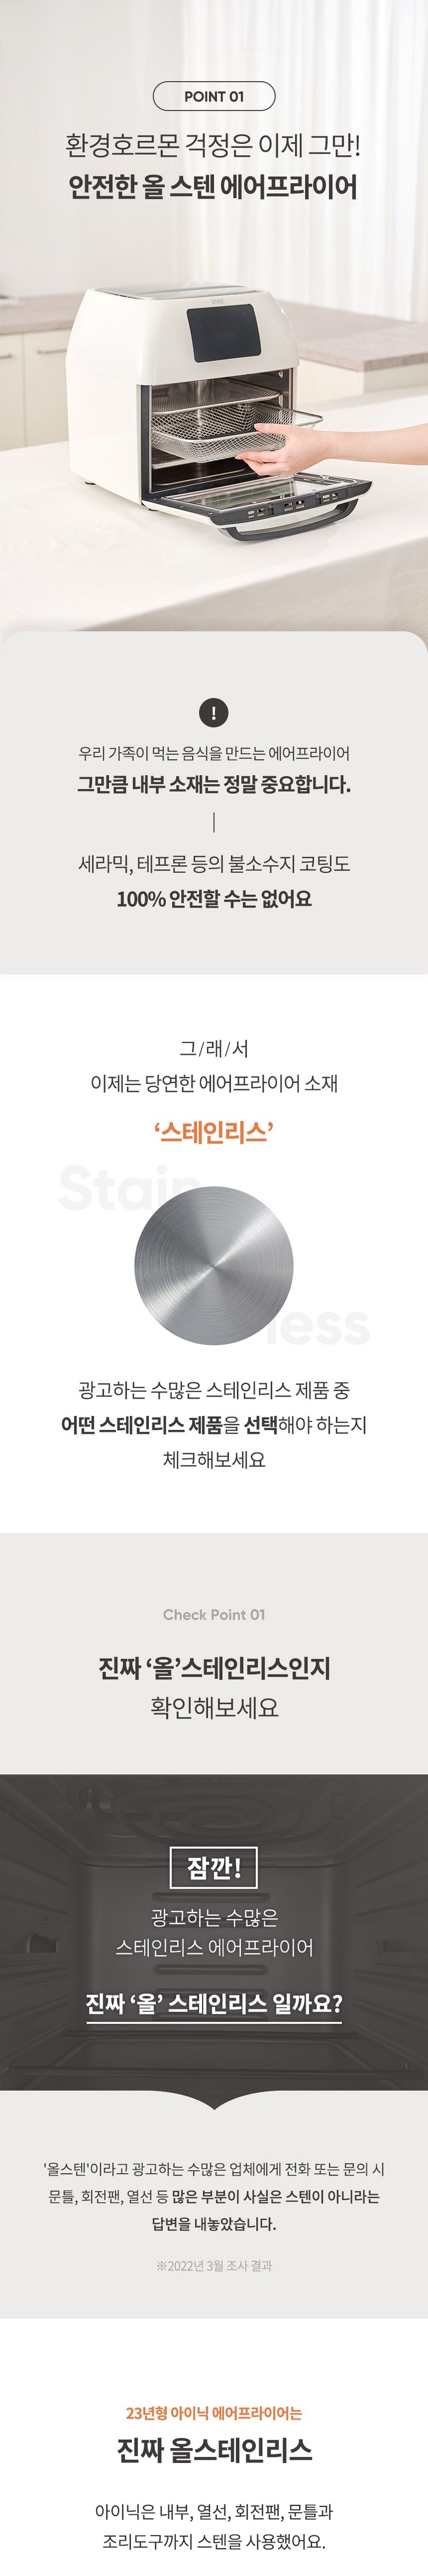 POINT 01
환경호르몬 걱정은 이제 그만!
안전한 올 스텐 에어프라이어
!
우리 가족이 먹는 음식을 만드는 에어프라이어
그만큼 내부 소재는 정말 중요합니다.
세라믹, 테프론 등의 불소수지 코팅도
100% 안전할 수는 없어요
그/래/서
이제는 당연한 에어프라이어 소재
‘스테인리스’
Stain
less
광고하는 수많은 스테인리스 제품 중
어떤 스테인리스 제품을 선택해야 하는지
체크해보세요
Check Point 01
진짜 ‘올’스테인리스인지
확인해보세요
잠깐!
광고하는 수많은
스테인리스 에어프라이어
진짜 ‘올’ 스테인리스 일까요?
'올스텐'이라고 광고하는 수많은 업체에게 전화 또는 문의 시
문틀, 회전팬, 열선 등 많은 부분이 사실은 스텐이 아니라는
답변을 내놓았습니다.
※2022년 3월 조사 결과
23년형 아이닉 에어프라이어는
진짜 올스테인리스
아이닉은 내부, 열선, 회전팬, 문틀과
조리도구까지 스텐을 사용했어요.